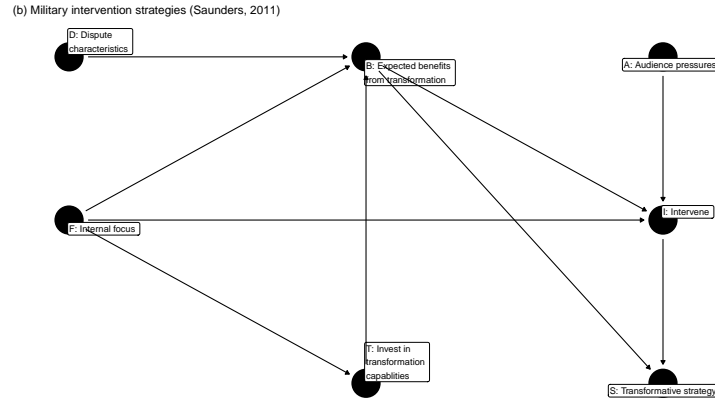 (b) Military intervention strategies (Saunders, 2011)
D: Dispute
characteristics
B: Expected benefits
from transformation
A: Audience pressures
F: Internal focus
I: Intervene
T: Invest in
transformation
capablities
S: Transformative strategy